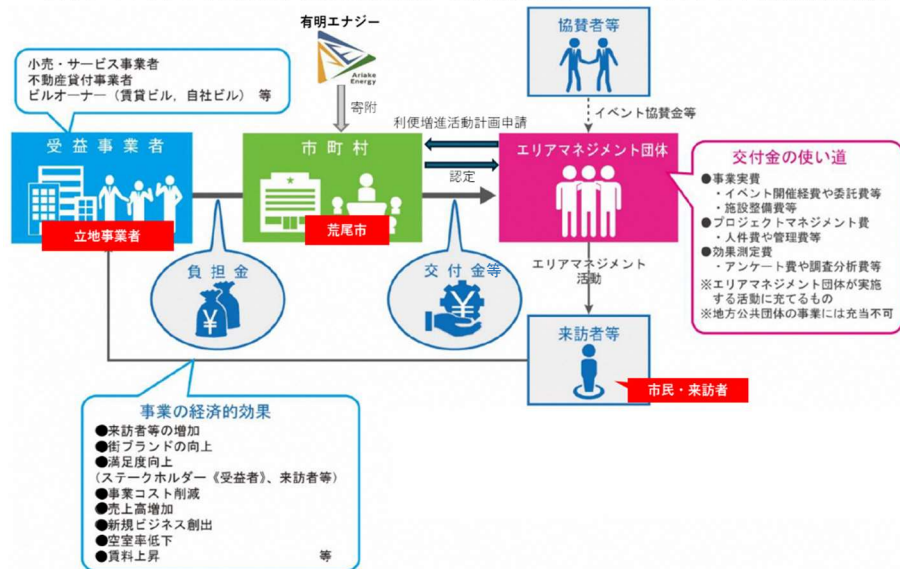 有明エナジー
Ariake
Energy
寄附
協賛者等
イベント協賛金等
小売・サービス事業者
不動産貸付事業者
ビルオーナー（賃貸ビル，自社ビル） 等
受益事業者
立地事業者
市町村
荒尾市
利便増進活動計画申請
認定
エリアマネジメント団体
負担金
¥
交付金等
¥
エリアマネジメント
活動
来訪者等
市民・来訪者
交付金の使い道
●事業実費
・イベント開催経費や委託費等
・施設整備費等
●プロジェクトマネジメント費
・人件費や管理費等
●効果測定費
・アンケート費や調査分析費等
※エリアマネジメント団体が実施
する活動に充てるもの
※地方公共団体の事業には充当不可
事業の経済的効果
●来訪者等の増加
●街ブランドの向上
●満足度向上
(ステークホルダー《受益者》、来訪者等)
●事業コスト削減
●売上高増加
●新規ビジネス創出
●空室率低下
●賃料上昇 等